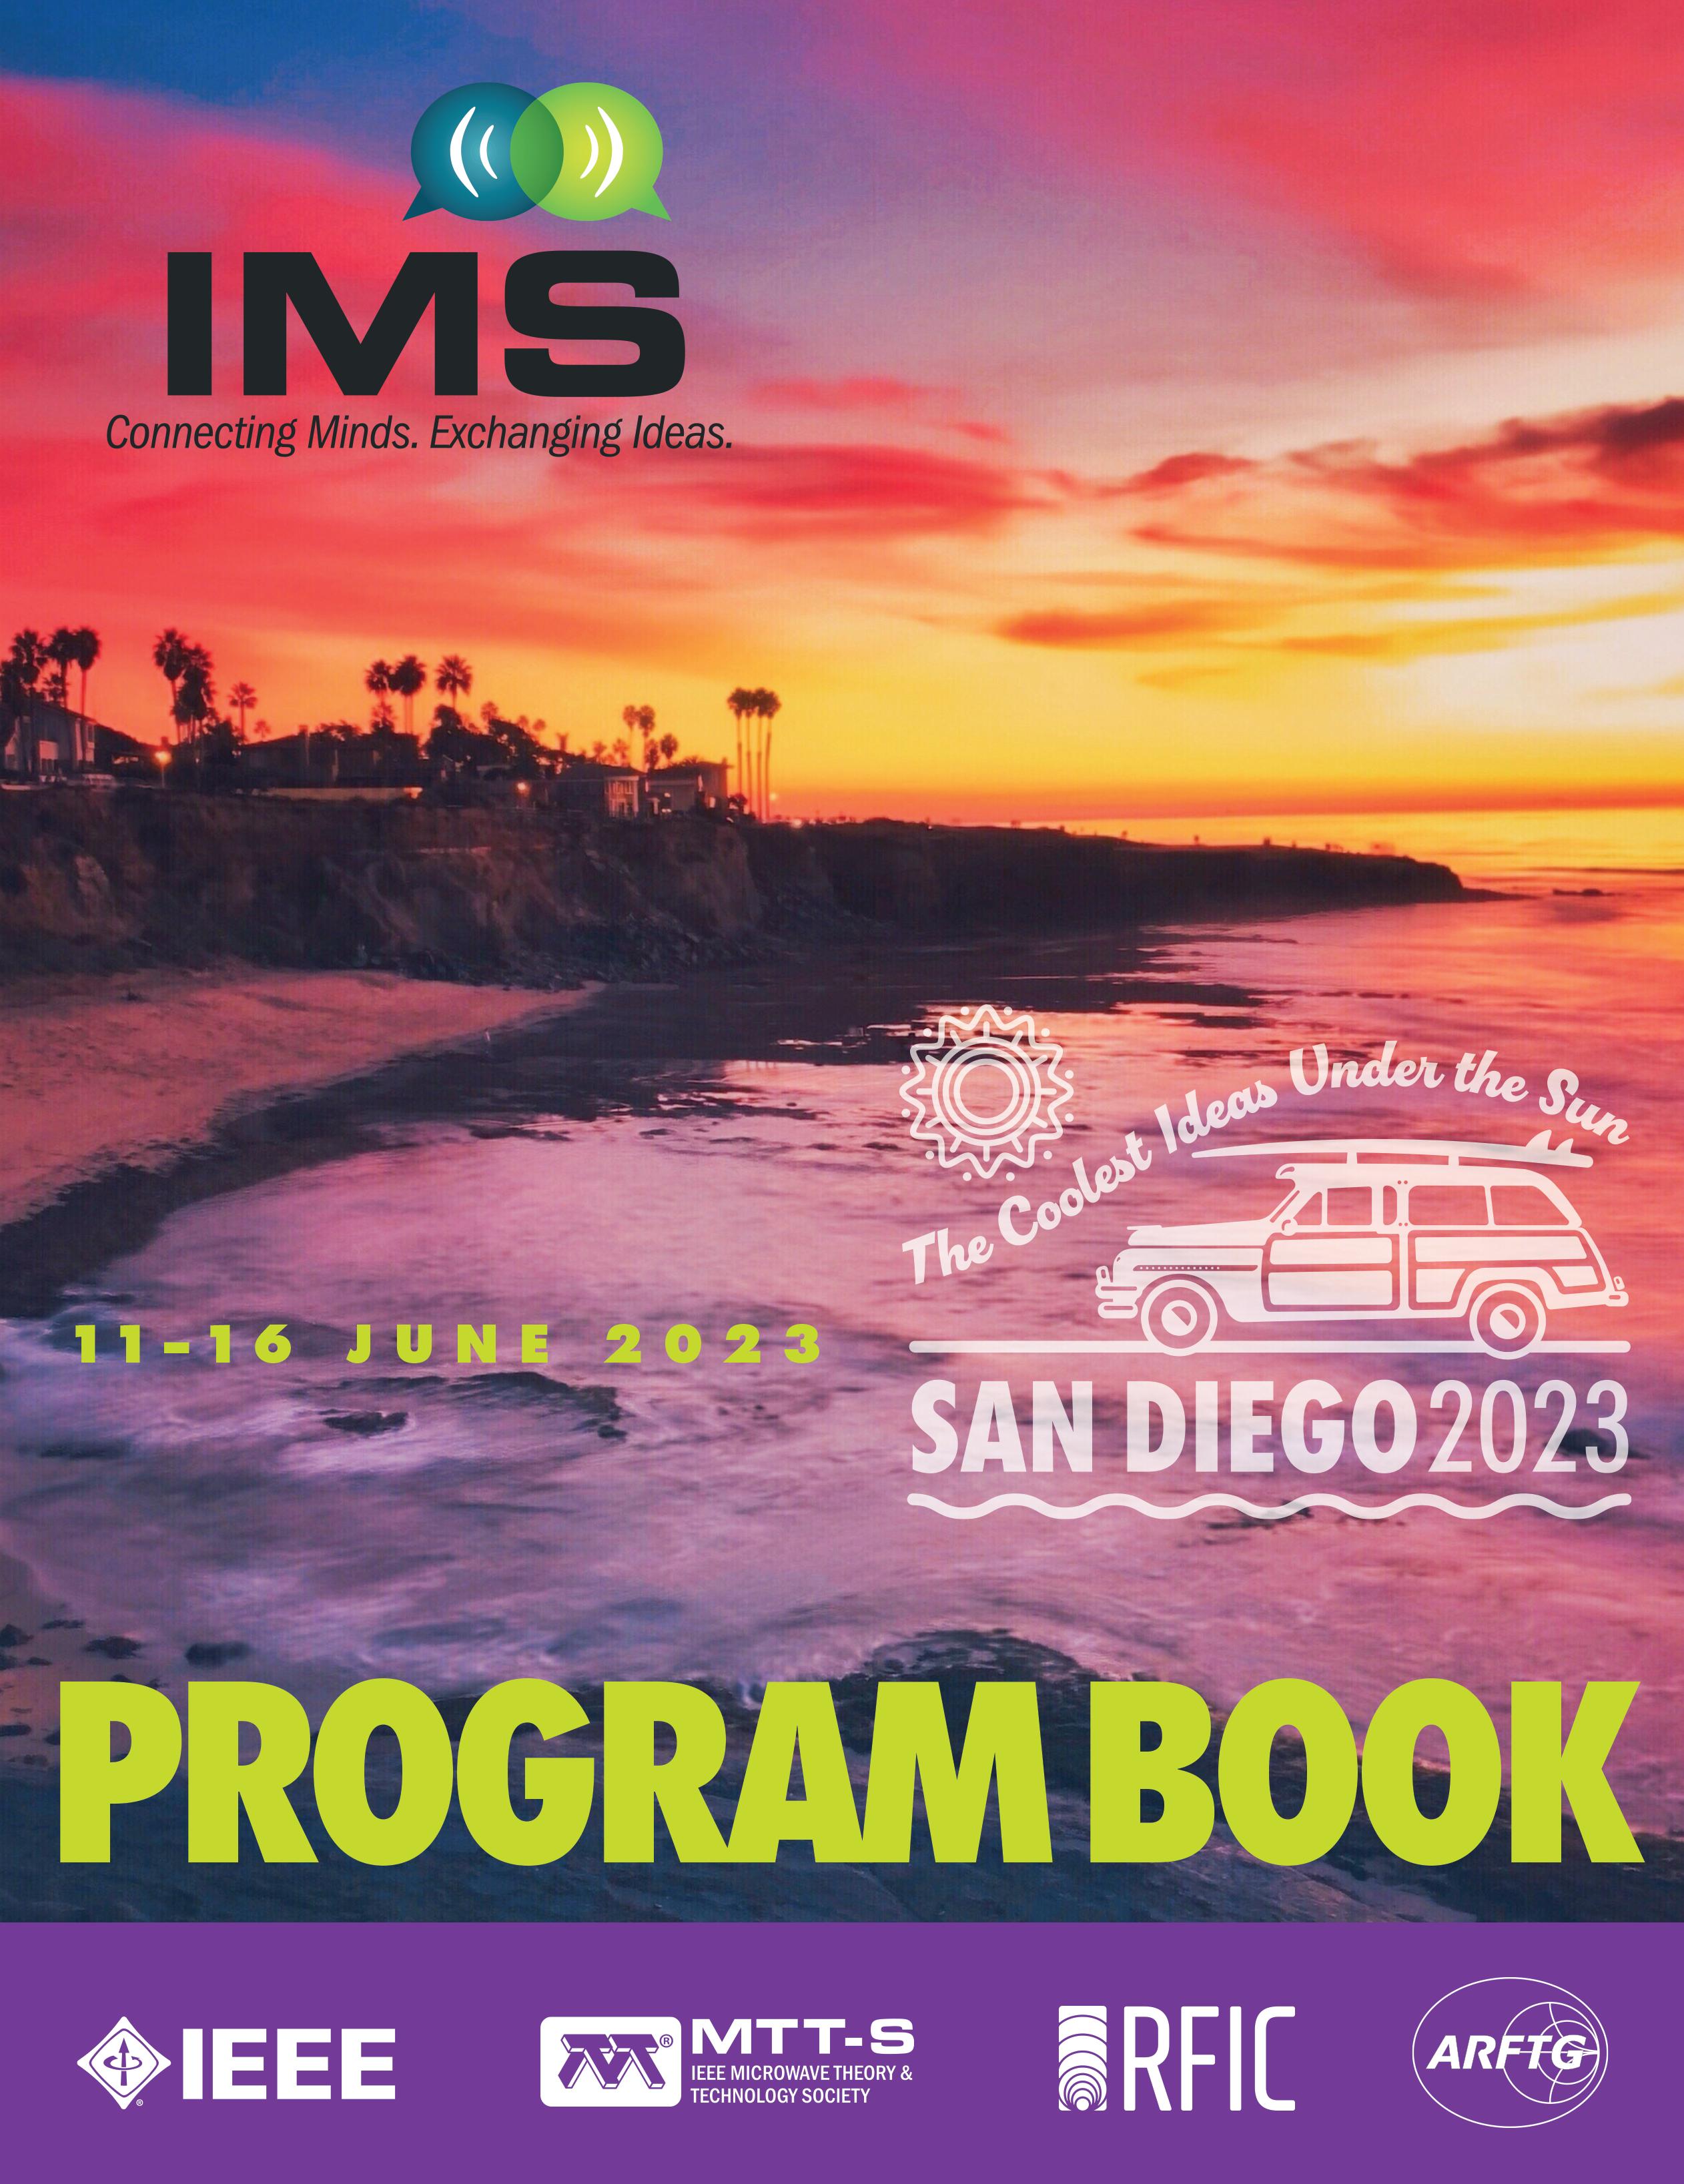 IMS
Connecting Minds. Exchanging Ideas.
The Coolest Ideas Under the Sun
11-16 JUNE 2023
SAN DIEGO 2023
PROGRAM BOOK
IEEE
®
MTT-S
®
IEEE MICROWAVE THEORY &
TECHNOLOGY SOCIETY
RFIC
ARFTG